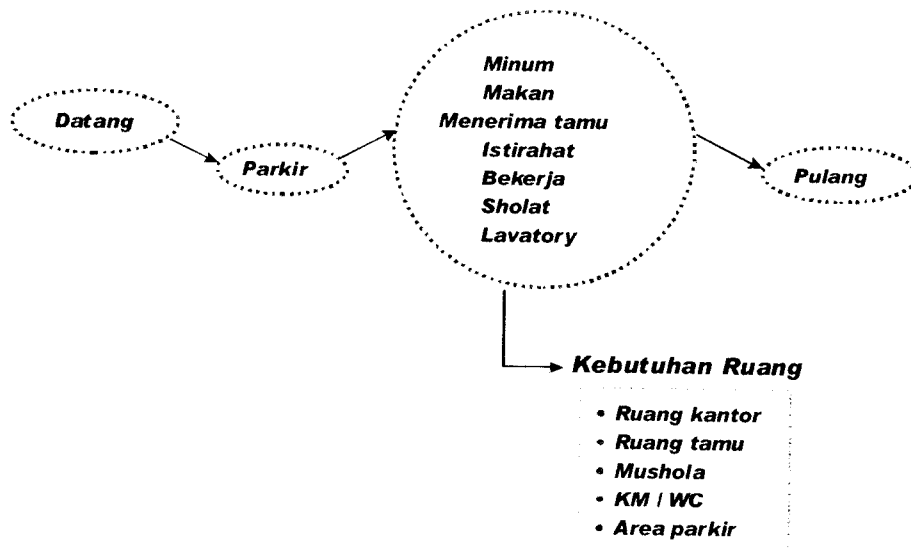 Datang
Parkir
Minum
Makan
Menerima tamu
Istirahat
Bekerja
Sholat
Lavatory
Pulang
Kebutuhan Ruang
• Ruang kantor
• Ruang tamu
• Mushola
• KM / WC
• Area parkir